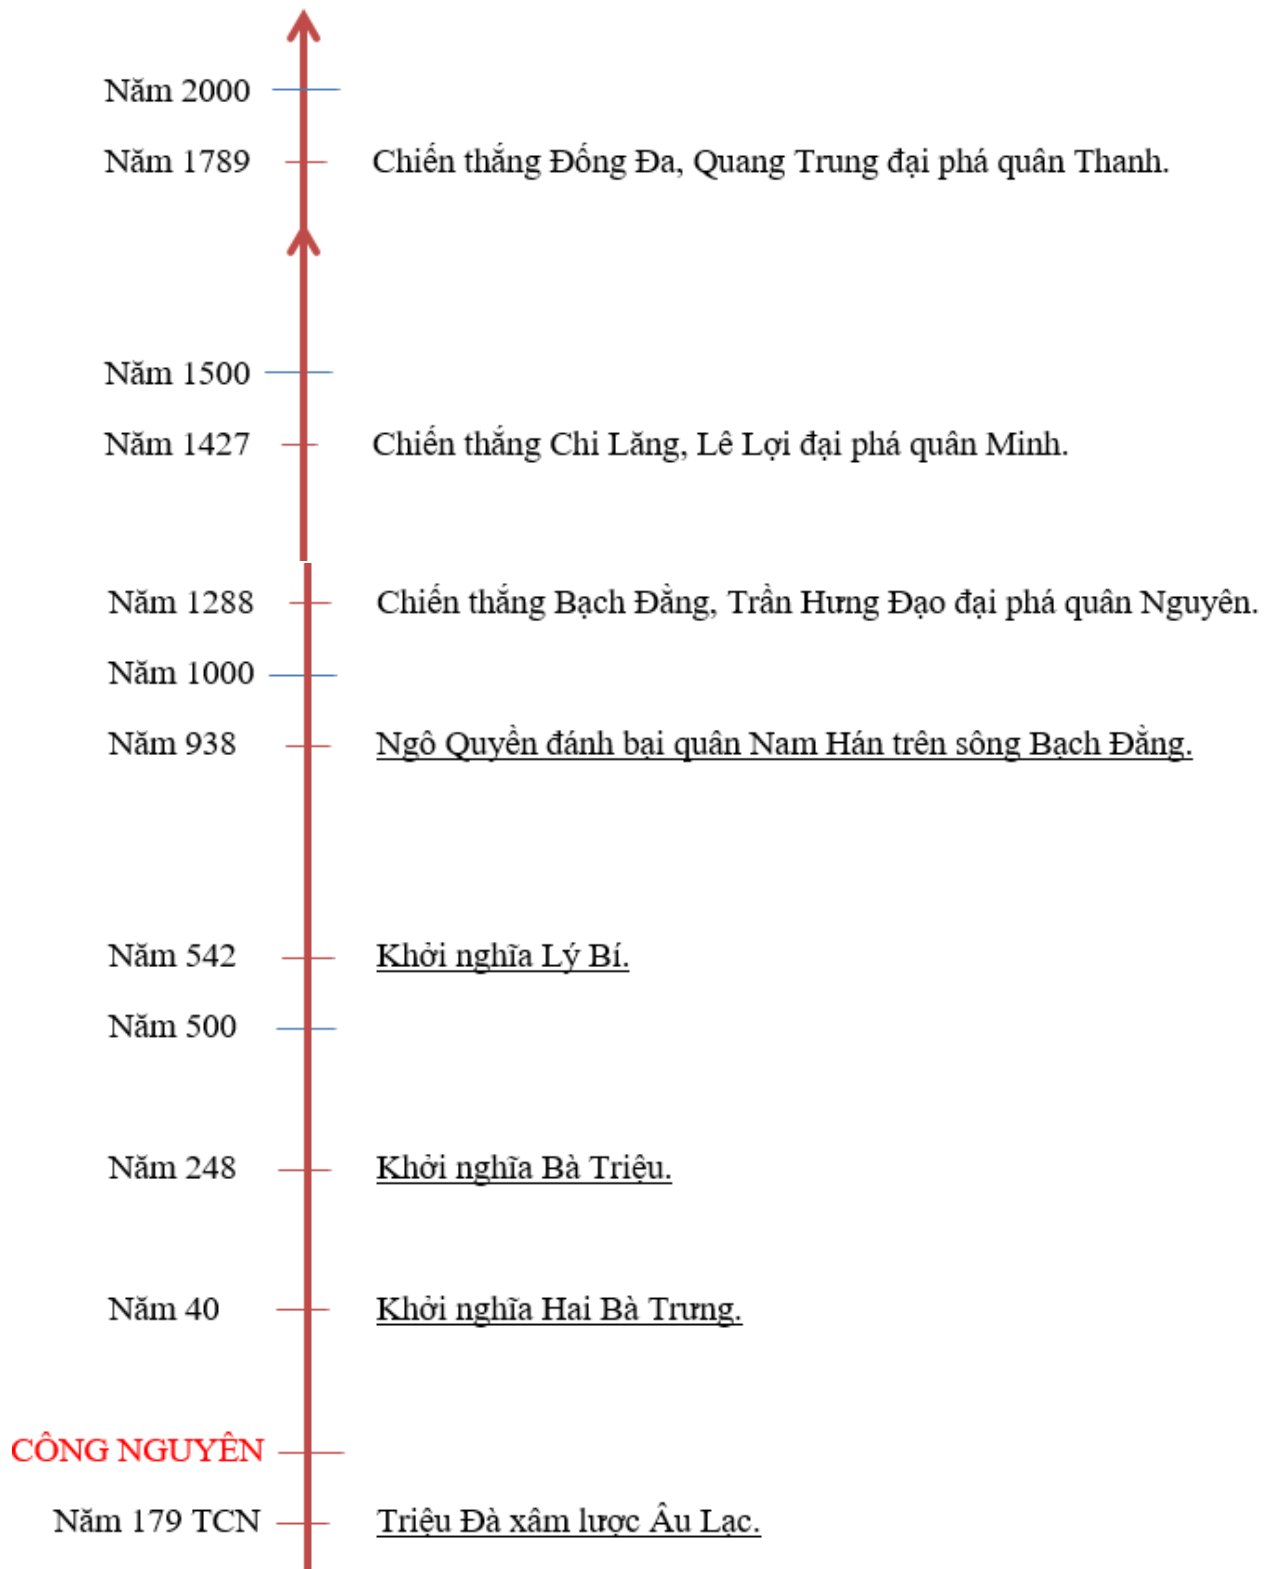 Năm 2000
Năm 1789 Chiến thắng Đống Đa, Quang Trung đại phá quân Thanh.
Năm 1500
Năm 1427 Chiến thắng Chi Lăng, Lê Lợi đại phá quân Minh.
Năm 1288 Chiến thắng Bạch Đằng, Trần Hưng Đạo đại phá quân Nguyên.
Năm 1000
Năm 938 Ngô Quyền đánh bại quân Nam Hán trên sông Bạch Đằng.
Năm 542 Khởi nghĩa Lý Bí.
Năm 500
Năm 248 Khởi nghĩa Bà Triệu.
Năm 40 Khởi nghĩa Hai Bà Trưng.
CÔNG NGUYÊN
Năm 179 TCN Triệu Đà xâm lược Âu Lạc.